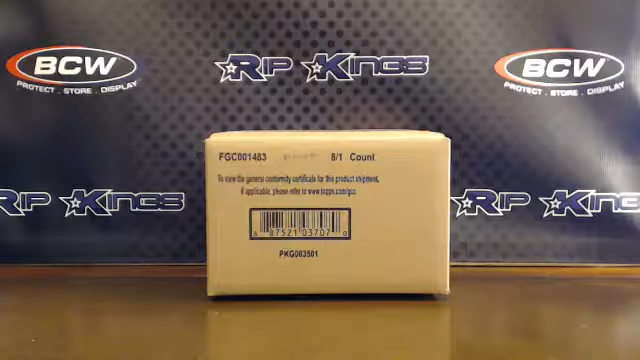 BCW
PROTECT . STORE . DISPLAY
RIP KINGS
BCW
PROTECT . STORE . DISPLAY
FGC001483 8/1 Count
To view the general conformity certificate for this product shipment,
if applicable, please refer to www.topps.com/gcc
8 87521 03707 0
PKG003501
RIP KINGS
RIP KINGS